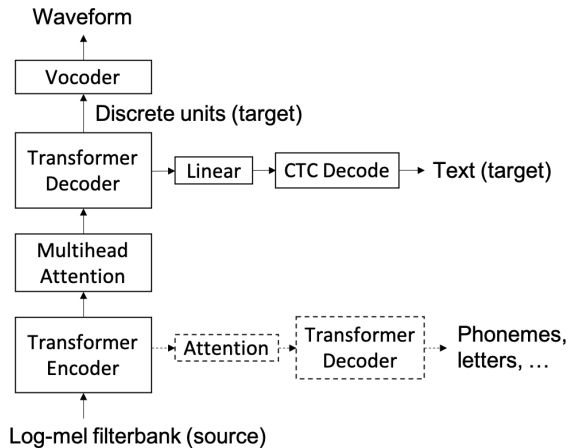 Waveform
Vocoder
Discrete units (target)
Transformer
Decoder
Linear
CTC Decode
Text (target)
Multihead
Attention
Transformer
Encoder
Attention
Transformer
Decoder
Phonemes,
letters, …
Log-mel filterbank (source)